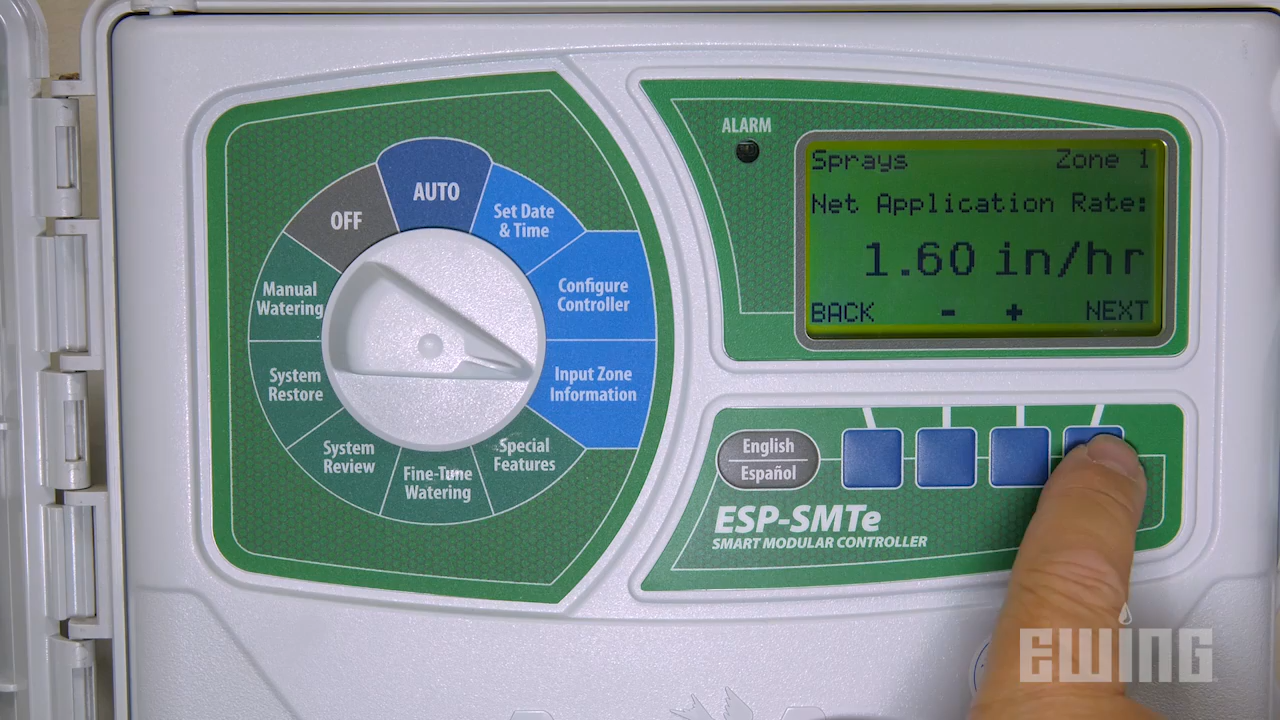 AUTO
Set Date
& Time
Configure
Controller
Input Zone
Information
Special
Features
Fine-Tune
Watering
System
Review
System
Restore
Manual
Watering
OFF
ALARM
Sprays Zone 1
Net Application Rate:
1.60 in/hr
BACK - + NEXT
English
Español
ESP-SMTe
SMART MODULAR CONTROLLER
EWING